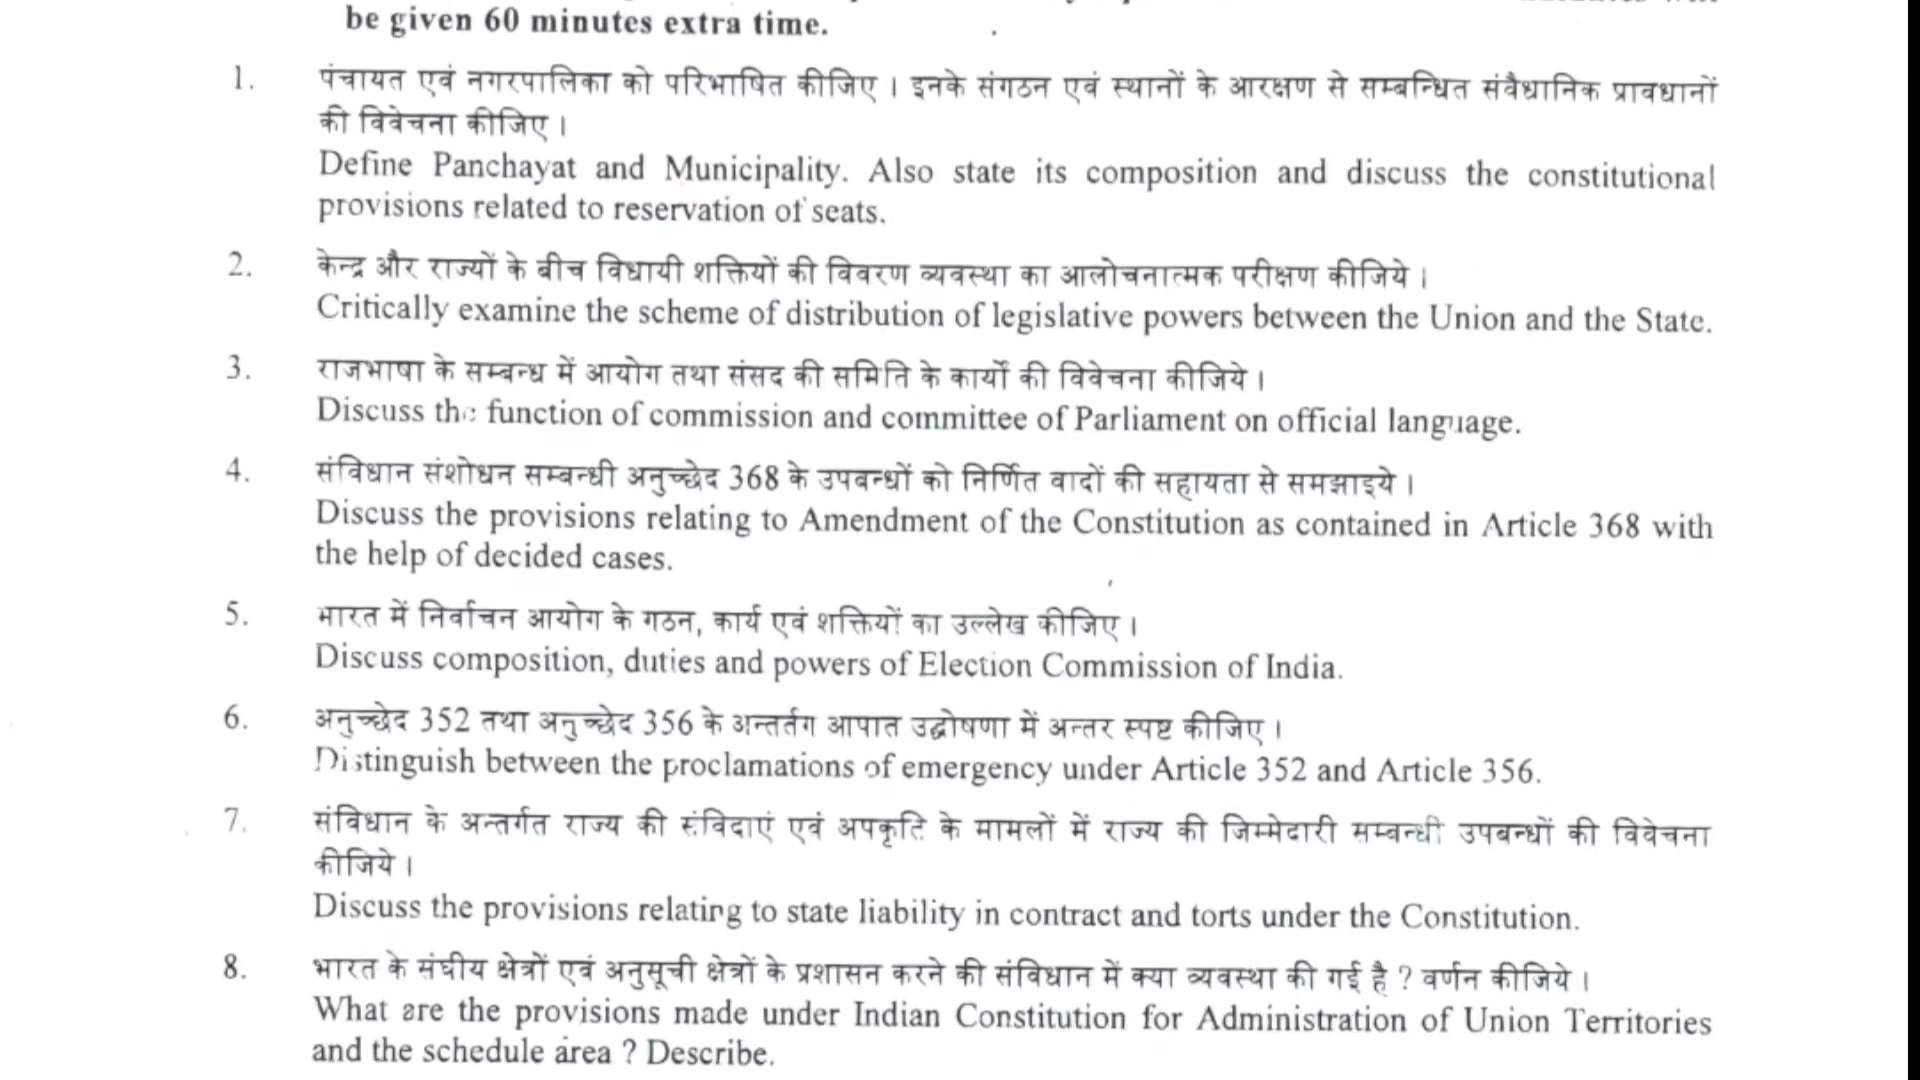 be given 60 minutes extra time.
1. पंचायत एवं नगरपालिका को परिभाषित कीजिए । इनके संगठन एवं स्थानों के आरक्षण से सम्बन्धित संवैधानिक प्रावधानों
की विवेचना कीजिए ।
Define Panchayat and Municipality. Also state its composition and discuss the constitutional
provisions related to reservation of seats.
2. केन्द्र और राज्यों के बीच विधायी शक्तियों की विवरण व्यवस्था का आलोचनात्मक परीक्षण कीजिये ।
Critically examine the scheme of distribution of legislative powers between the Union and the State.
3. राजभाषा के सम्बन्ध में आयोग तथा संसद की समिति के कार्यों की विवेचना कीजिये ।
Discuss the function of commission and committee of Parliament on official language.
4. संविधान संशोधन सम्बन्धी अनुच्छेद 368 के उपबन्धों को निर्णित वादों की सहायता से समझाइये ।
Discuss the provisions relating to Amendment of the Constitution as contained in Article 368 with
the help of decided cases.
5. भारत में निर्वाचन आयोग के गठन, कार्य एवं शक्तियों का उल्लेख कीजिए ।
Discuss composition, duties and powers of Election Commission of India.
6. अनुच्छेद 352 तथा अनुच्छेद 356 के अन्तर्तग आपात उद्घोषणा में अन्तर स्पष्ट कीजिए ।
Distinguish between the proclamations of emergency under Article 352 and Article 356.
7. संविधान के अन्तर्गत राज्य की संविदाएं एवं अपकृति के मामलों में राज्य की जिम्मेदारी सम्बन्धी उपबन्धों की विवेचना
कीजिये ।
Discuss the provisions relating to state liability in contract and torts under the Constitution.
8. भारत के संघीय क्षेत्रों एवं अनुसूची क्षेत्रों के प्रशासन करने की संविधान में क्या व्यवस्था की गई है ? वर्णन कीजिये ।
What are the provisions made under Indian Constitution for Administration of Union Territories
and the schedule area ? Describe.